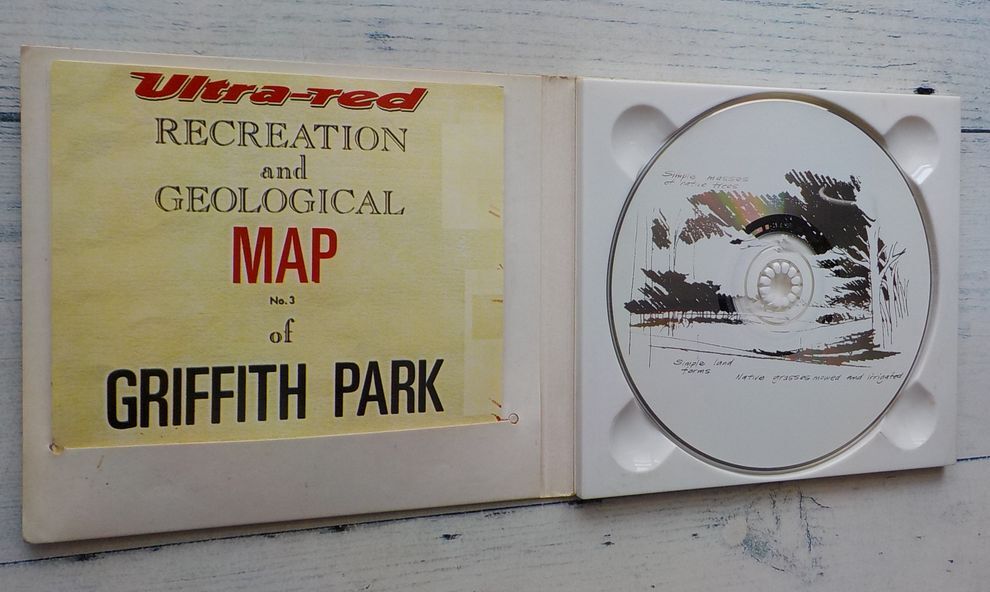 Ultra-red
RECREATION
and
GEOLOGICAL
MAP
No. 3
of
GRIFFITH PARK
Simple masses
of native trees
Simple land
forms
Native grasses mowed and irrigated